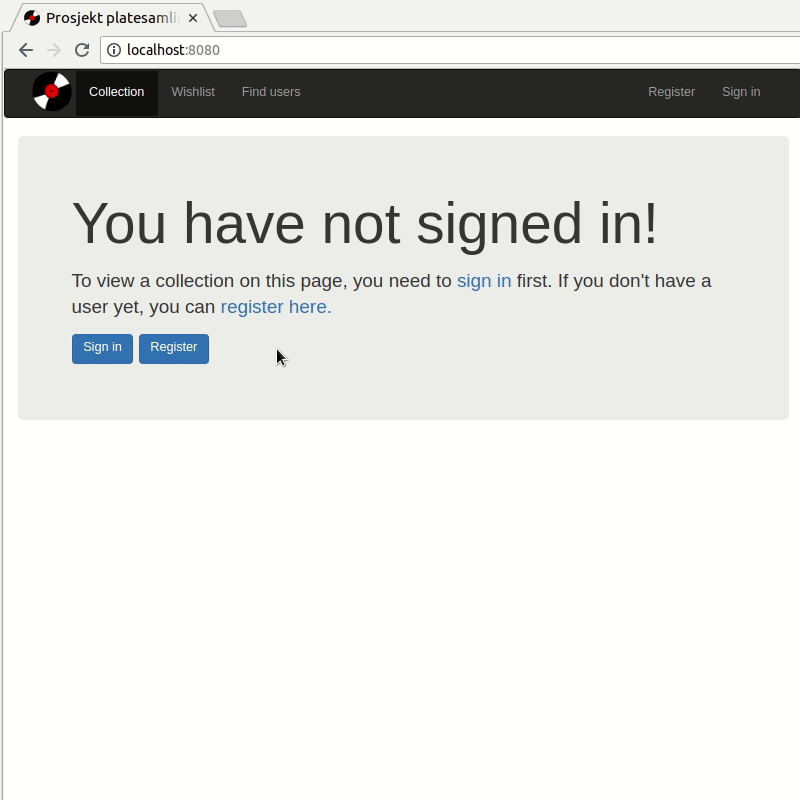 Prosjekt platesamli
localhost:8080
Collection Wishlist Find users Register Sign in
You have not signed in!
To view a collection on this page, you need to sign in first. If you don't have a
user yet, you can register here.
Sign in Register